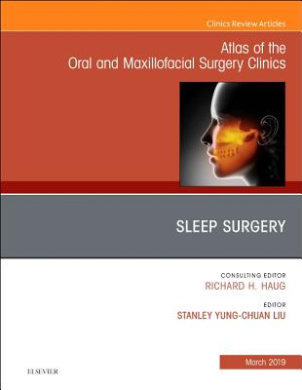 Clinics Review Articles
Atlas of the
Oral and Maxillofacial Surgery Clinics
SLEEP SURGERY
CONSULTING EDITOR
RICHARD H. HAUG
EDITOR
STANLEY YUNG-CHUAN LIU
ELSEVIER
March 2019